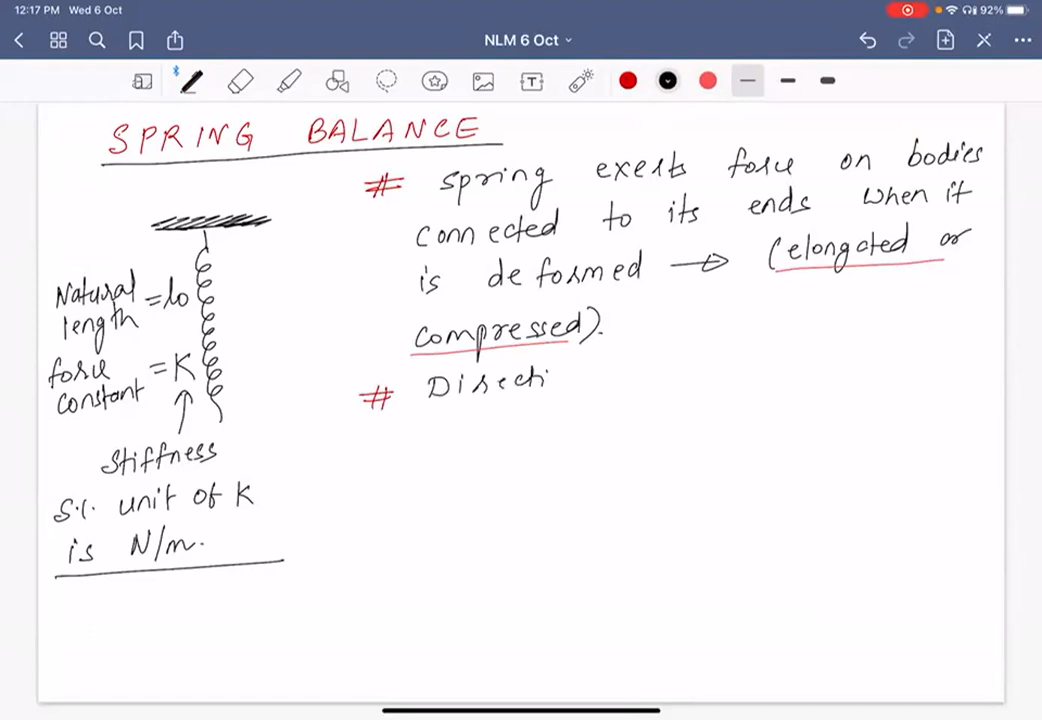 12:17 PM Wed 6 Oct
92%
NLM 6 Oct
SPRING BALANCE
# spring exerts force on bodies
connected to its ends when it
is deformed → (elongated or
compressed).
# Directi
Natural
length = lo
force
constant = K
↑
stiffness
S.I. unit of K
is N/m.